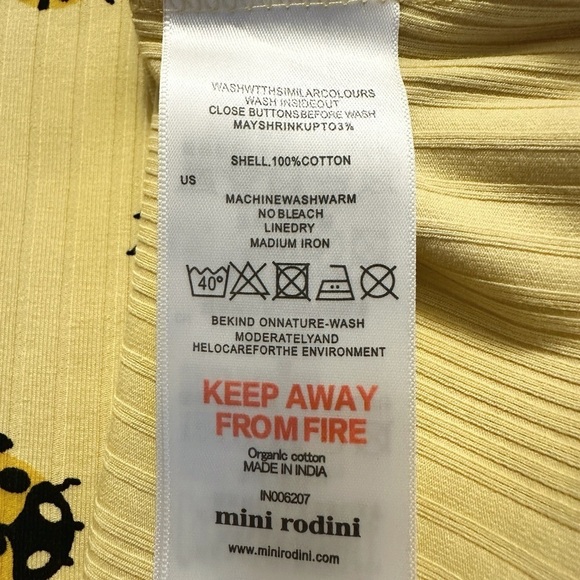 WASHWTTHSIMILARCOLOURS
WASH INSIDEOUT
CLOSE BUTTONSBEFORE WASH
MAYSHRINKUPTO3%
SHELL.100%COTTON
US
MACHINEWASHWARM
NO BLEACH
LINEDRY
MADIUM IRON
40°
BEKIND ONNATURE-WASH
MODERATELYAND
HELOCAREFORTHE ENVIRONMENT
KEEP AWAY
FROM FIRE
Organic cotton
MADE IN INDIA
IN006207
mini rodini
www.minirodini.com